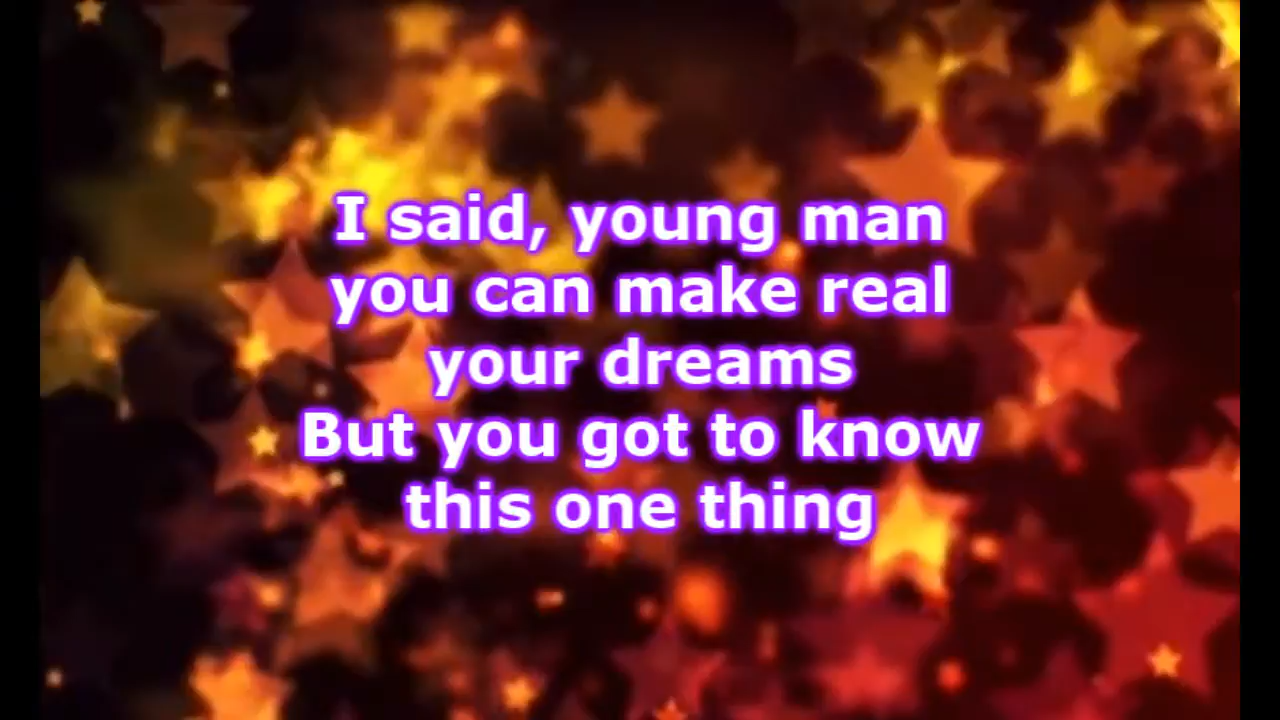 I said, young man
you can make real
your dreams
But you got to know
this one thing